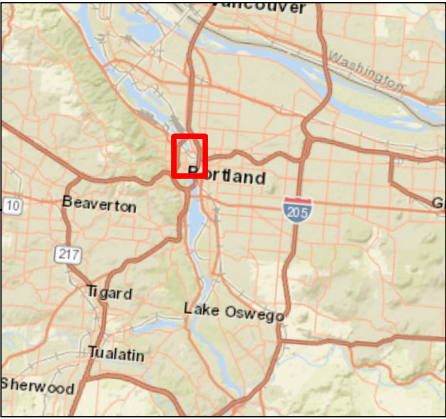 Vancouver
Washington
Portland
10
Beaverton
G
205
217
Tigard
Lake Oswego
Tualatin
Sherwood